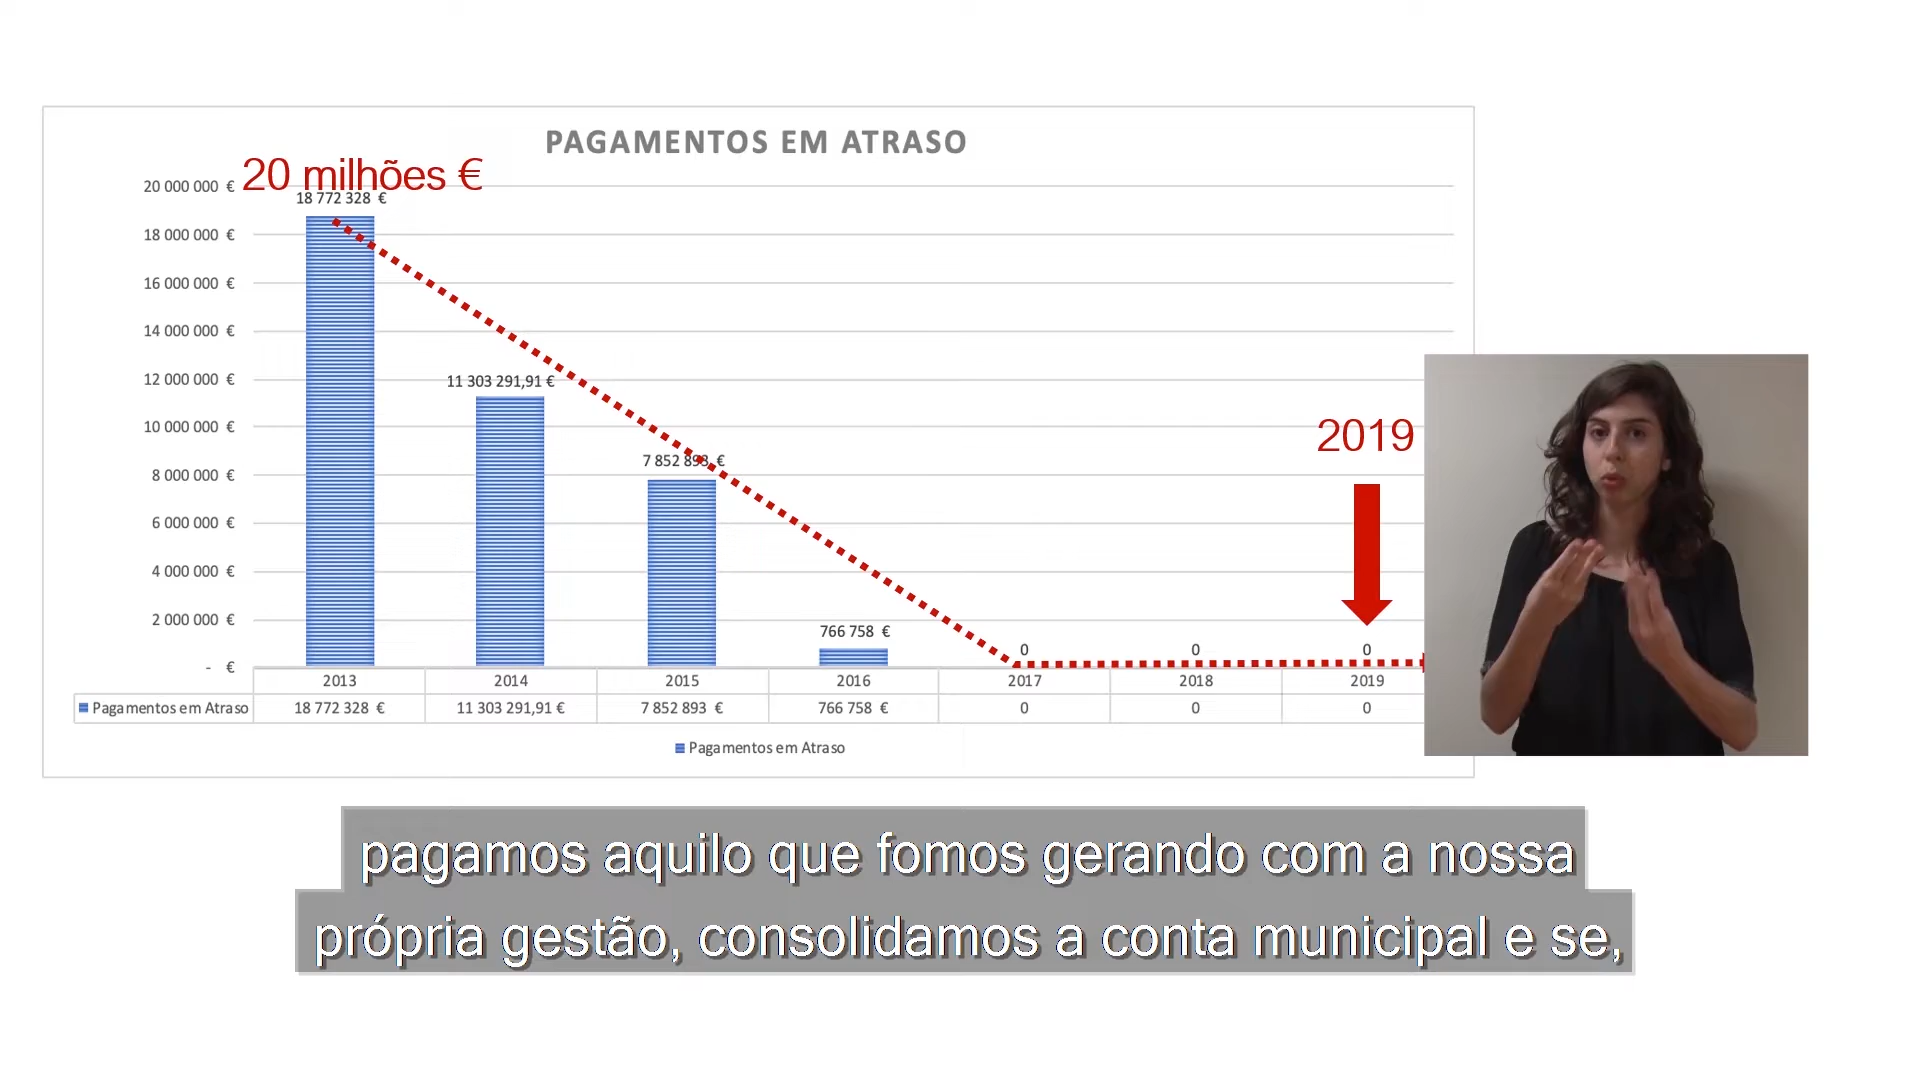 PAGAMENTOS EM ATRASO
20 milhões €
20 000 000 €
18 772 328 €
18 000 000 €
16 000 000 €
14 000 000 €
12 000 000 €
11 303 291,91 €
10 000 000 €
2019
7 852 893 €
8 000 000 €
6 000 000 €
4 000 000 €
2 000 000 €
766 758 €
0 0 0
- €
2013 2014 2015 2016 2017 2018 2019
Pagamentos em Atraso 18 772 328 € 11 303 291,91 € 7 852 893 € 766 758 € 0 0 0
Pagamentos em Atraso
pagamos aquilo que fomos gerando com a nossa
própria gestão, consolidamos a conta municipal e se,